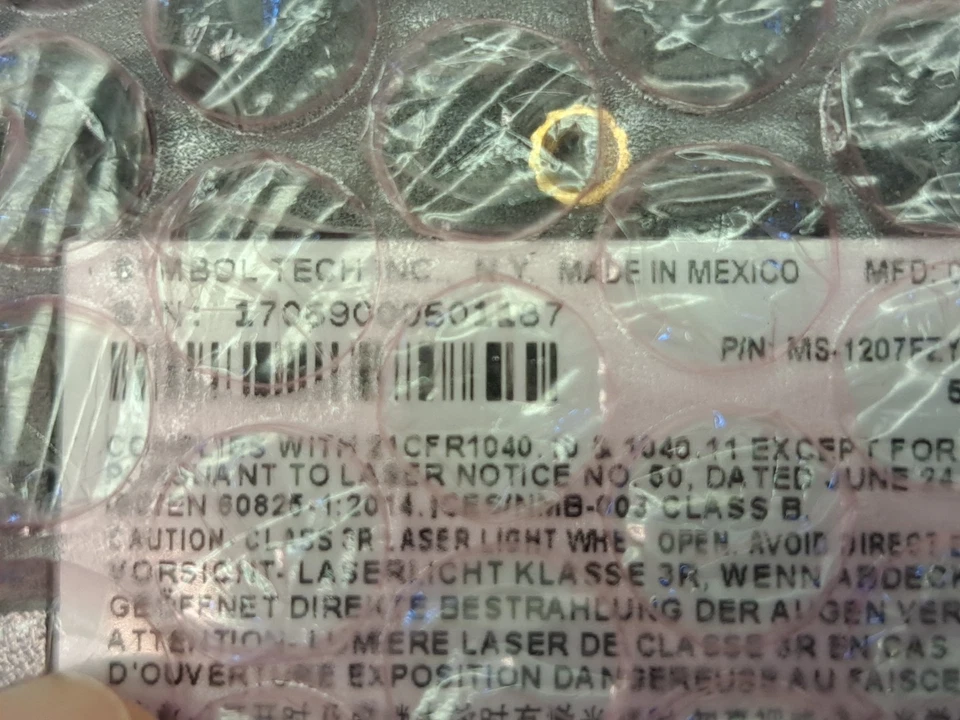 SYMBOL TECH INC., N.Y. MADE IN MEXICO MFD:
S/N:
P/N: MS-1207FZY
COMPLIES WITH 21CFR1040.10 & 1040.11 EXCEPT FOR
PURSUANT TO LASER NOTICE NO. 50, DATED JUNE 24
IEC/EN 60825-1:2014. ICES/NMB-003 CLASS B.
CAUTION- CLASS 3R LASER LIGHT WHEN OPEN. AVOID DIRECT
VORSICHT- LASERLICHT KLASSE 3R, WENN ABDECK
GEÖFFNET DIREKTE BESTRAHLUNG DER AUGEN VER
ATTENTION- LUMIERE LASER DE CLASSE 3R EN CAS
D'OUVERTURE EXPOSITION DANGEREUSE AU FAISCE